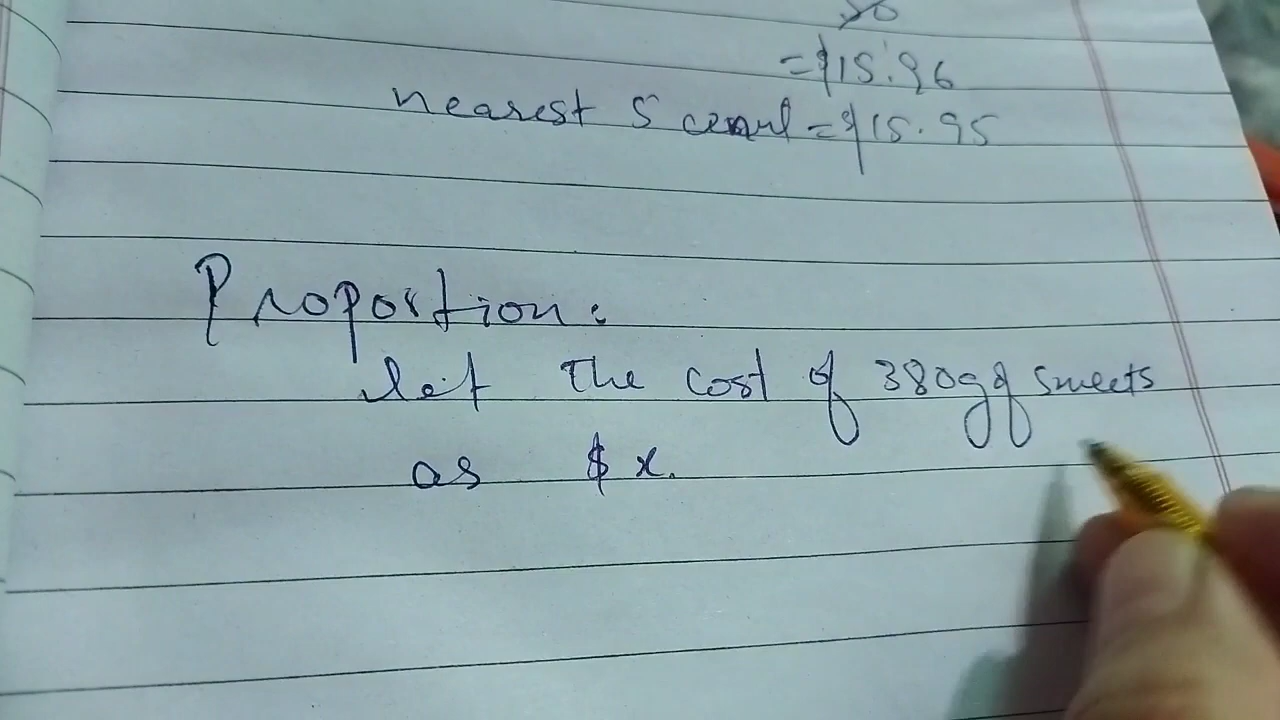 = $15.96
nearest 5 cent = $15.95
Proportion:
let the cost of 380g of sweets
as $ x.